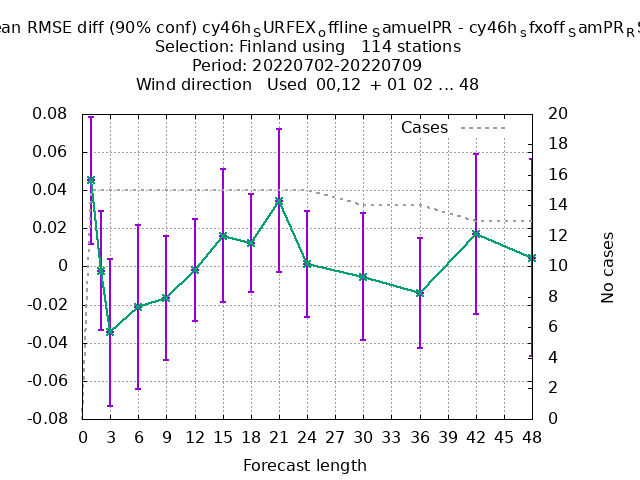 ean RMSE diff (90% conf) cy46h_SURFEX_offline_SamuelPR - cy46h_sfxoff_SamPR_RS
Selection: Finland using 114 stations
Period: 20220702-20220709
Wind direction Used 00,12 + 01 02 ... 48
Cases
0.08
0.06
0.04
0.02
0
-0.02
-0.04
-0.06
-0.08
20
18
16
14
12
10
8
6
4
2
0
No cases
0 3 6 9 12 15 18 21 24 27 30 33 36 39 42 45 48
Forecast length